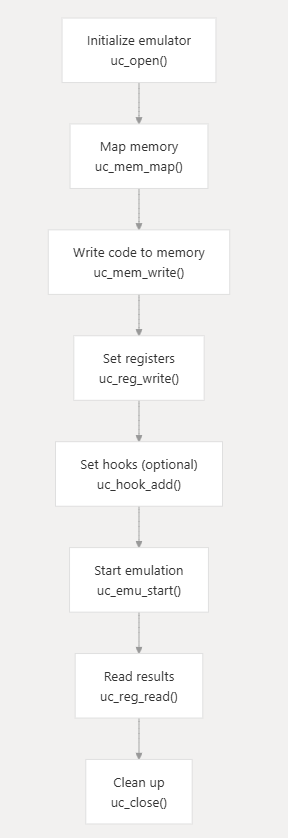 Initialize emulator
uc_open()
Map memory
uc_mem_map()
Write code to memory
uc_mem_write()
Set registers
uc_reg_write()
Set hooks (optional)
uc_hook_add()
Start emulation
uc_emu_start()
Read results
uc_reg_read()
Clean up
uc_close()